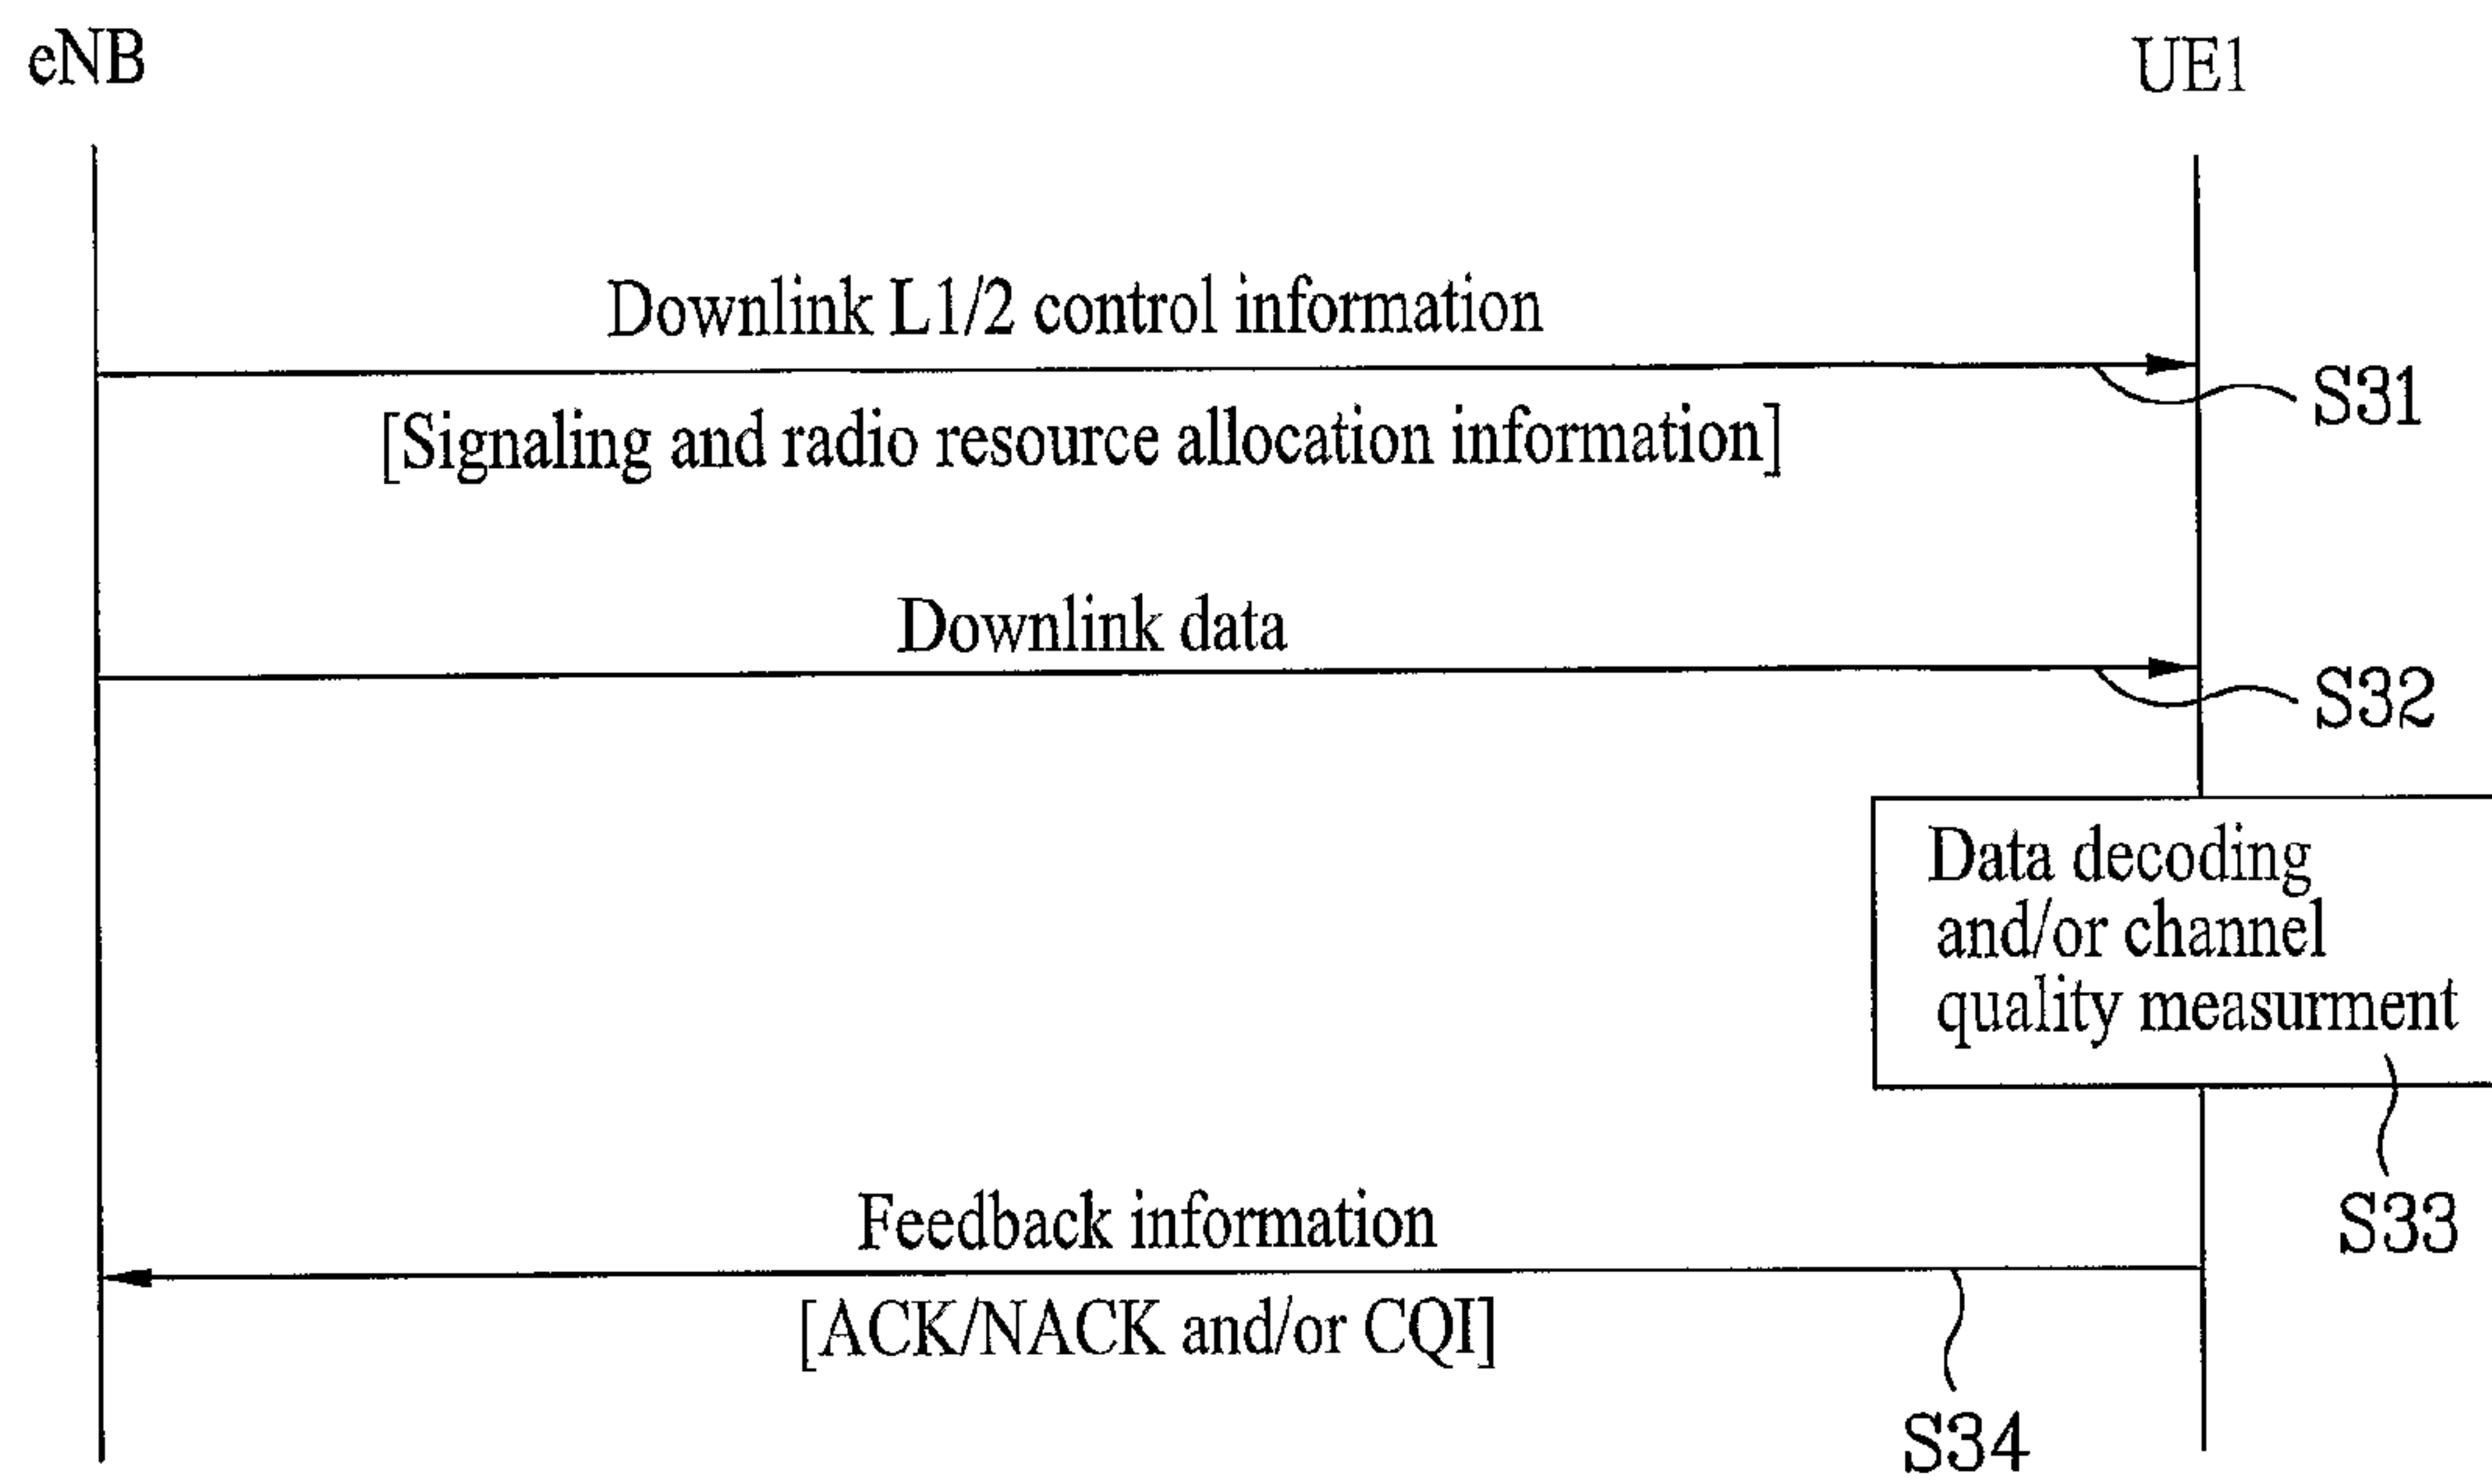 eNB
UE1
Downlink L1/2 control information
[Signaling and radio resource allocation information]
S31
Downlink data
S32
Data decoding
and/or channel
quality measurment
S33
Feedback information
[ACK/NACK and/or CQI]
S34